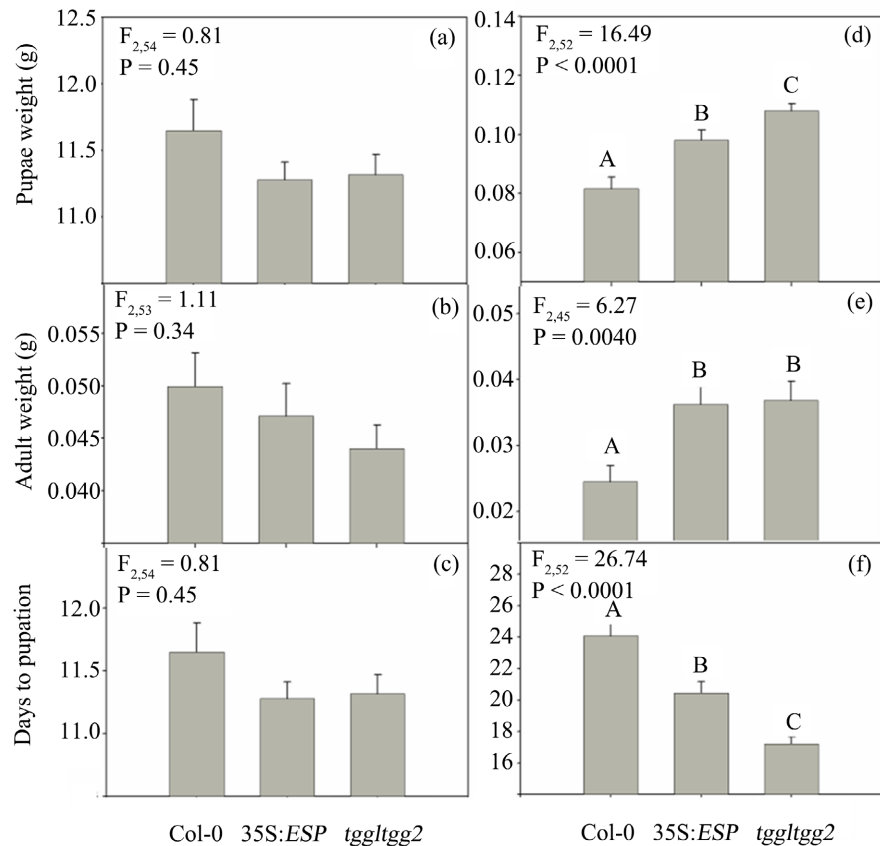 Pupae weight (g)
12.5
12.0
11.5
11.0
F2,54 = 0.81
P = 0.45
(a)
0.14
0.12
0.10
0.08
0.06
F2,52 = 16.49
P < 0.0001
(d)
A
B
C
Adult weight (g)
0.055
0.050
0.045
0.040
F2,53 = 1.11
P = 0.34
(b)
0.05
0.04
0.03
0.02
F2,45 = 6.27
P = 0.0040
(e)
A
B
B
Days to pupation
12.0
11.5
11.0
F2,54 = 0.81
P = 0.45
(c)
28
26
24
22
20
18
16
F2,52 = 26.74
P < 0.0001
(f)
A
B
C
Col-0 35S:ESP tggltgg2
Col-0 35S:ESP tggltgg2